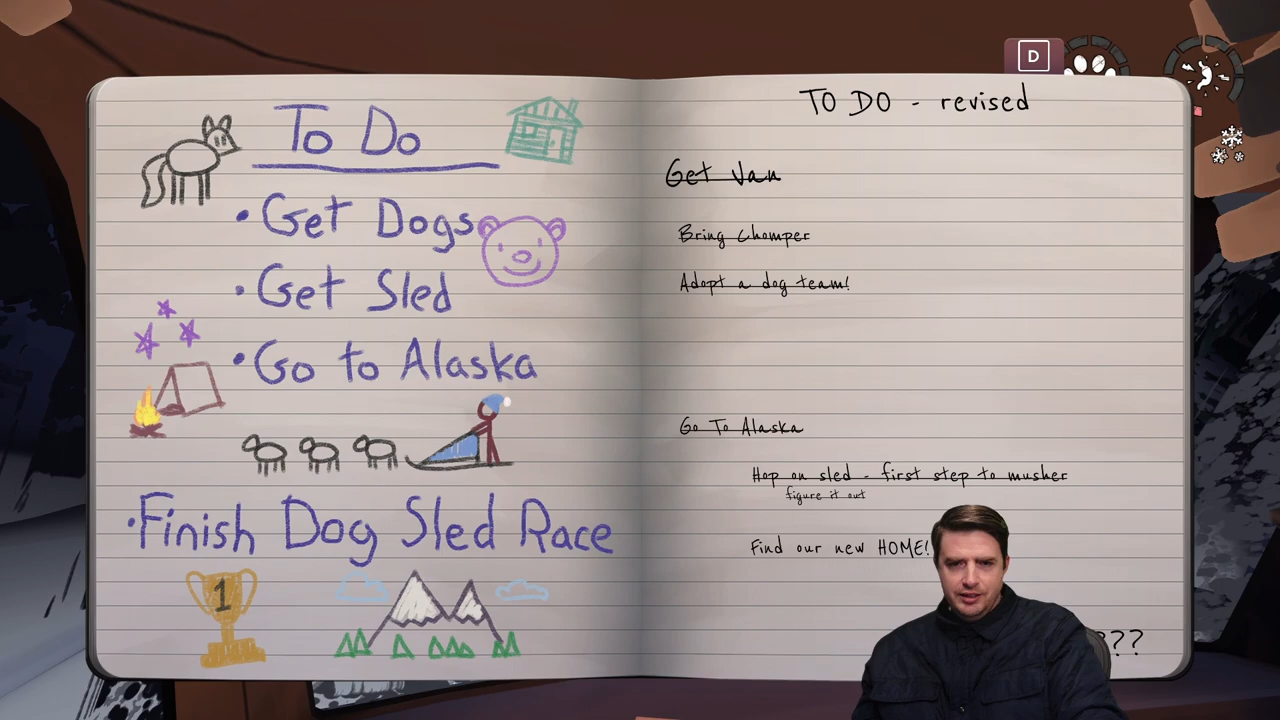 To Do
• Get Dogs
• Get Sled
• Go to Alaska
• Finish Dog Sled Race
1
D
TO DO - revised
Get Van
Bring Chomper
Adopt a dog team!
Go To Alaska
Hop on sled - first step to musher
figure it out
Find our new HOME!
??